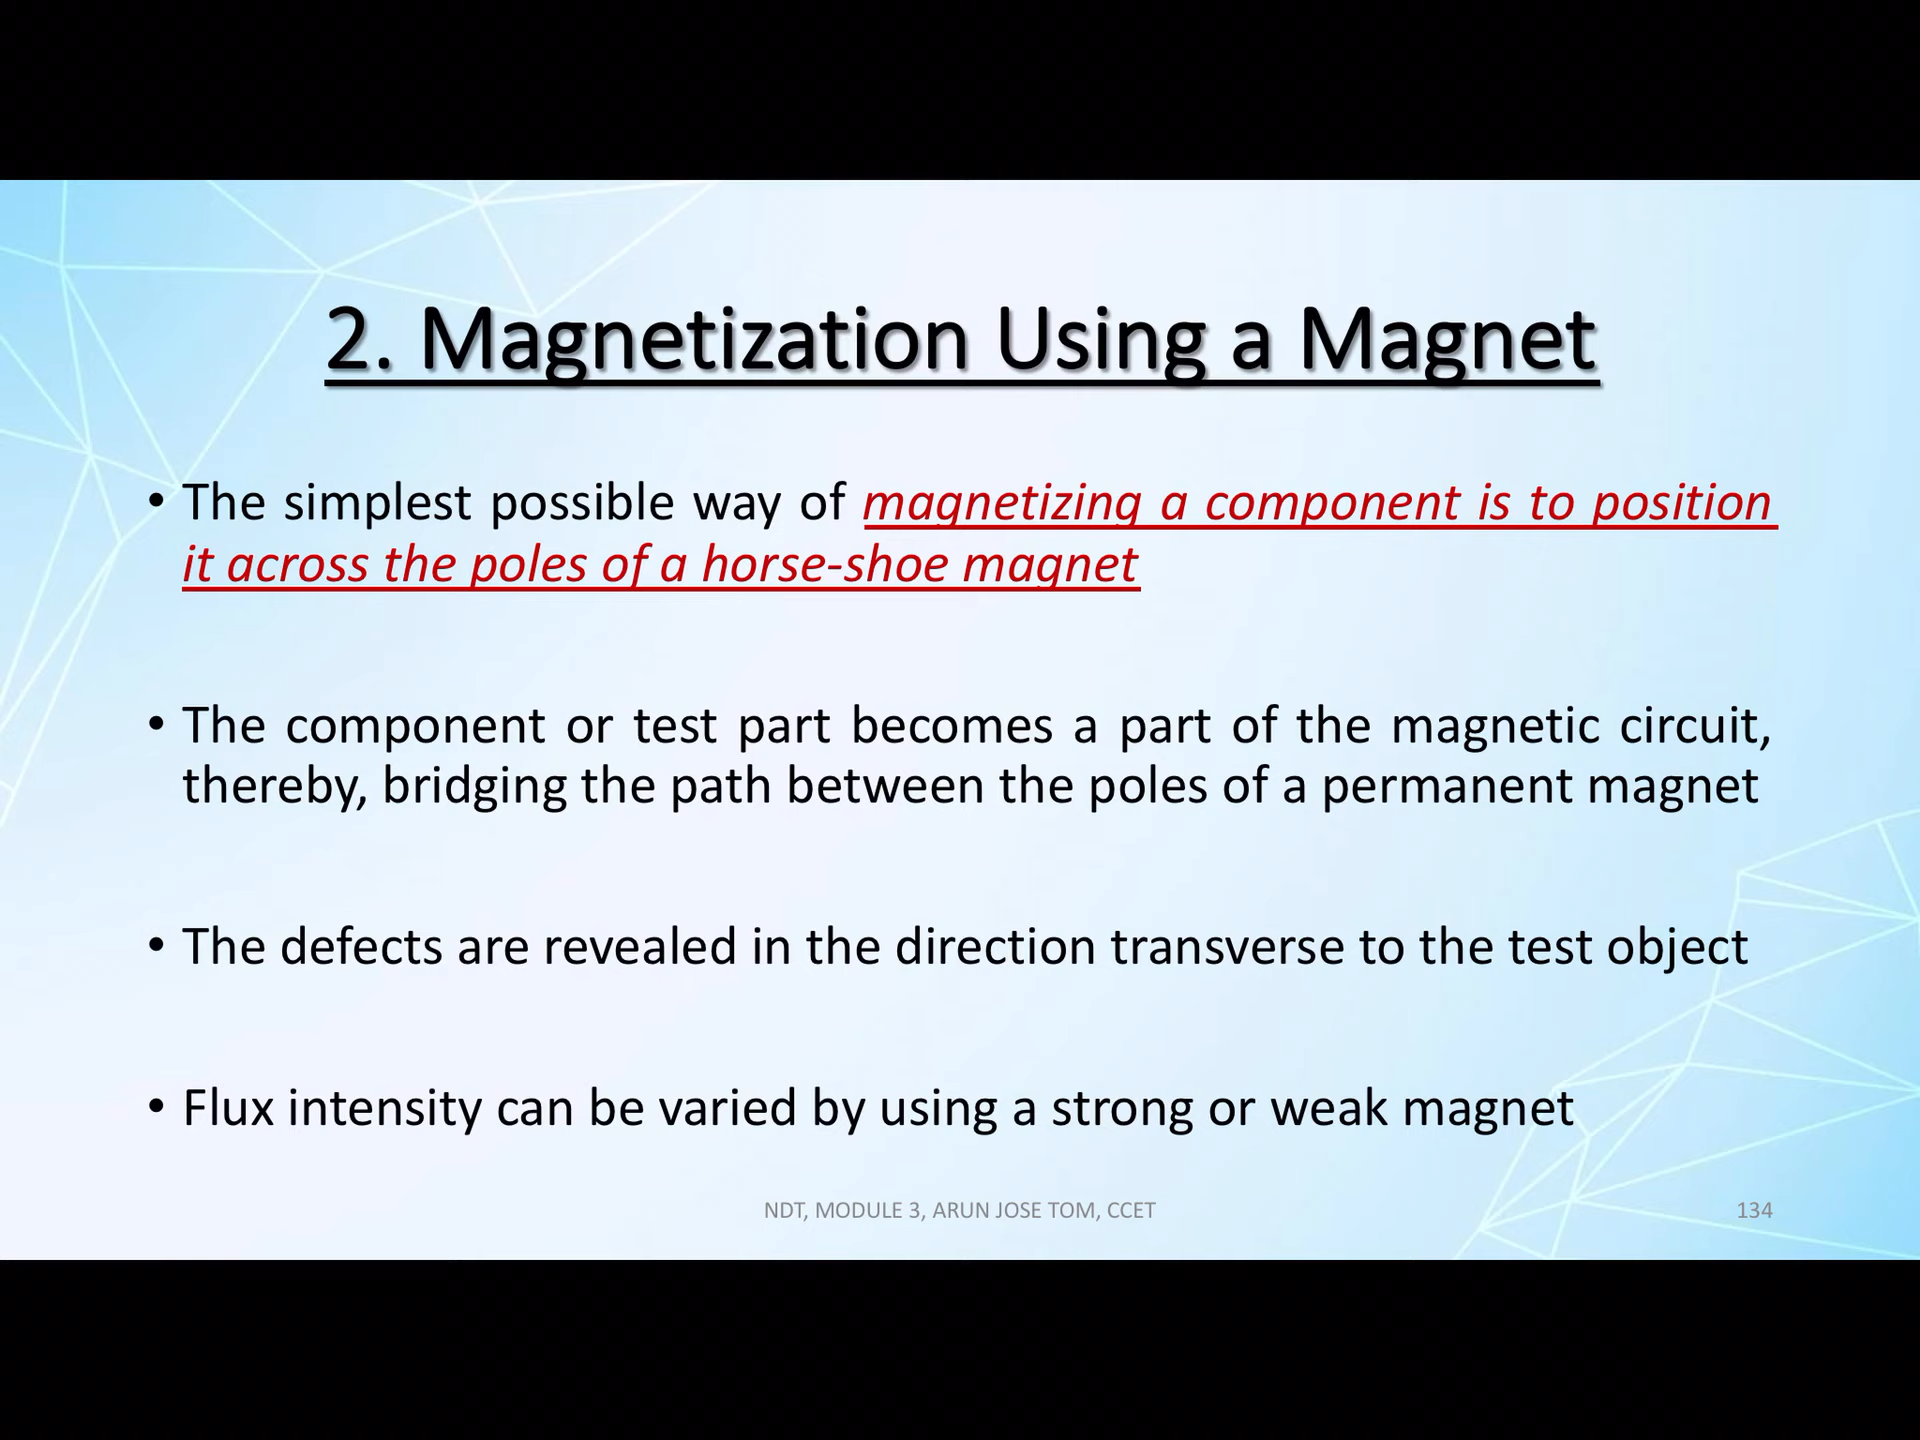 2. Magnetization Using a Magnet
• The simplest possible way of magnetizing a component is to position
it across the poles of a horse-shoe magnet
• The component or test part becomes a part of the magnetic circuit,
thereby, bridging the path between the poles of a permanent magnet
• The defects are revealed in the direction transverse to the test object
• Flux intensity can be varied by using a strong or weak magnet
NDT, MODULE 3, ARUN JOSE TOM, CCET
134